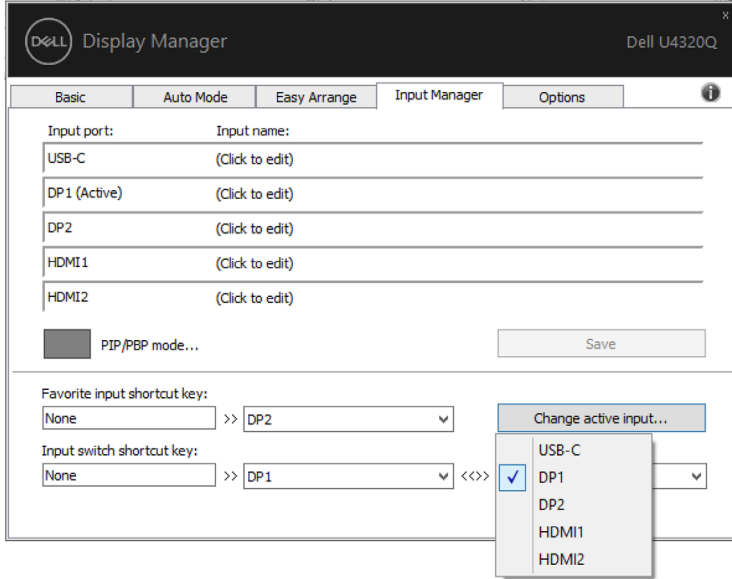 x
DELL Display Manager Dell U4320Q
Basic Auto Mode Easy Arrange Input Manager Options i
Input port: Input name:
USB-C (Click to edit)
DP1 (Active) (Click to edit)
DP2 (Click to edit)
HDMI1 (Click to edit)
HDMI2 (Click to edit)
PIP/PBP mode... Save
Favorite input shortcut key:
None >> DP2 Change active input...
Input switch shortcut key:
None >> DP1 <<>>
USB-C
DP1
DP2
HDMI1
HDMI2